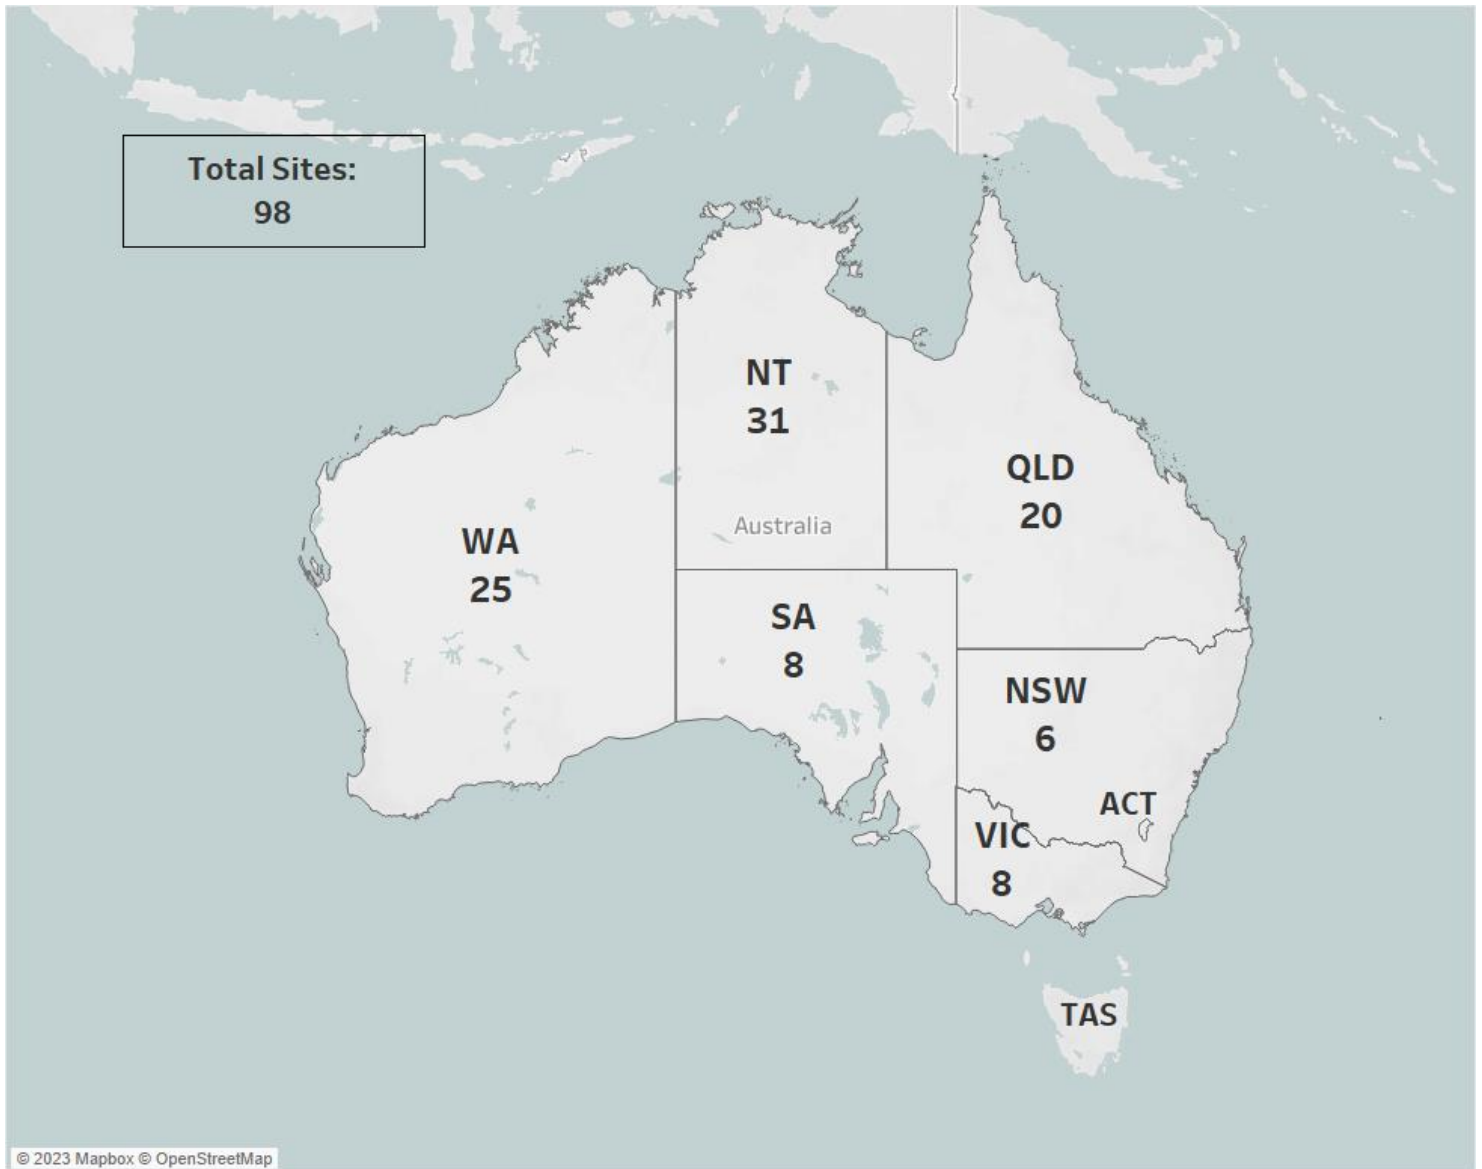 Total Sites:
98
NT
31
QLD
20
Australia
WA
25
SA
8
NSW
6
ACT
VIC
8
TAS
© 2023 Mapbox © OpenStreetMap